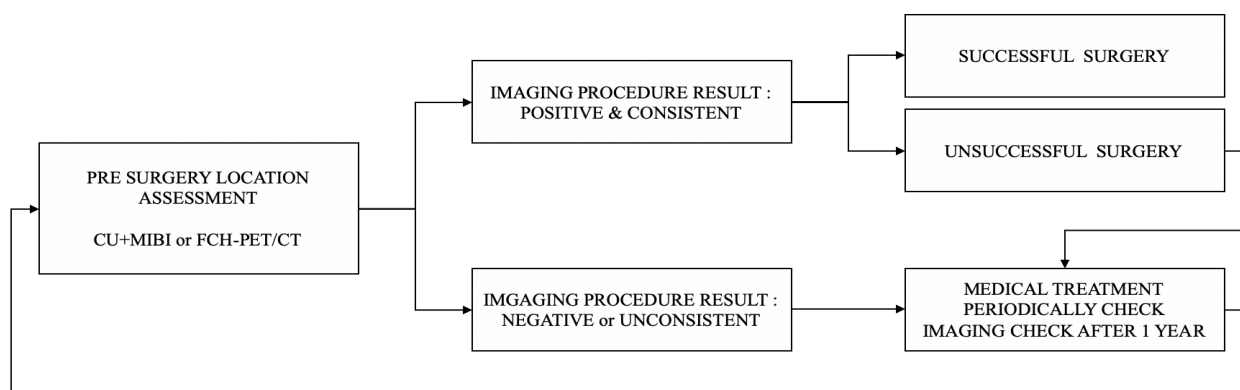 PRE SURGERY LOCATION
ASSESSMENT
CU+MIBI or FCH-PET/CT
IMAGING PROCEDURE RESULT :
POSITIVE & CONSISTENT
IMGAGING PROCEDURE RESULT :
NEGATIVE or UNCONSISTENT
SUCCESSFUL SURGERY
UNSUCCESSFUL SURGERY
MEDICAL TREATMENT
PERIODICALLY CHECK
IMAGING CHECK AFTER 1 YEAR